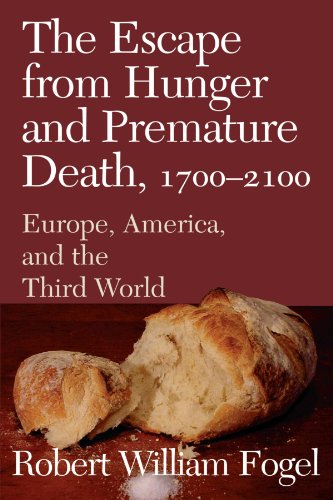 The Escape
from Hunger
and Premature
Death, 1700–2100
Europe, America,
and the
Third World
Robert William Fogel